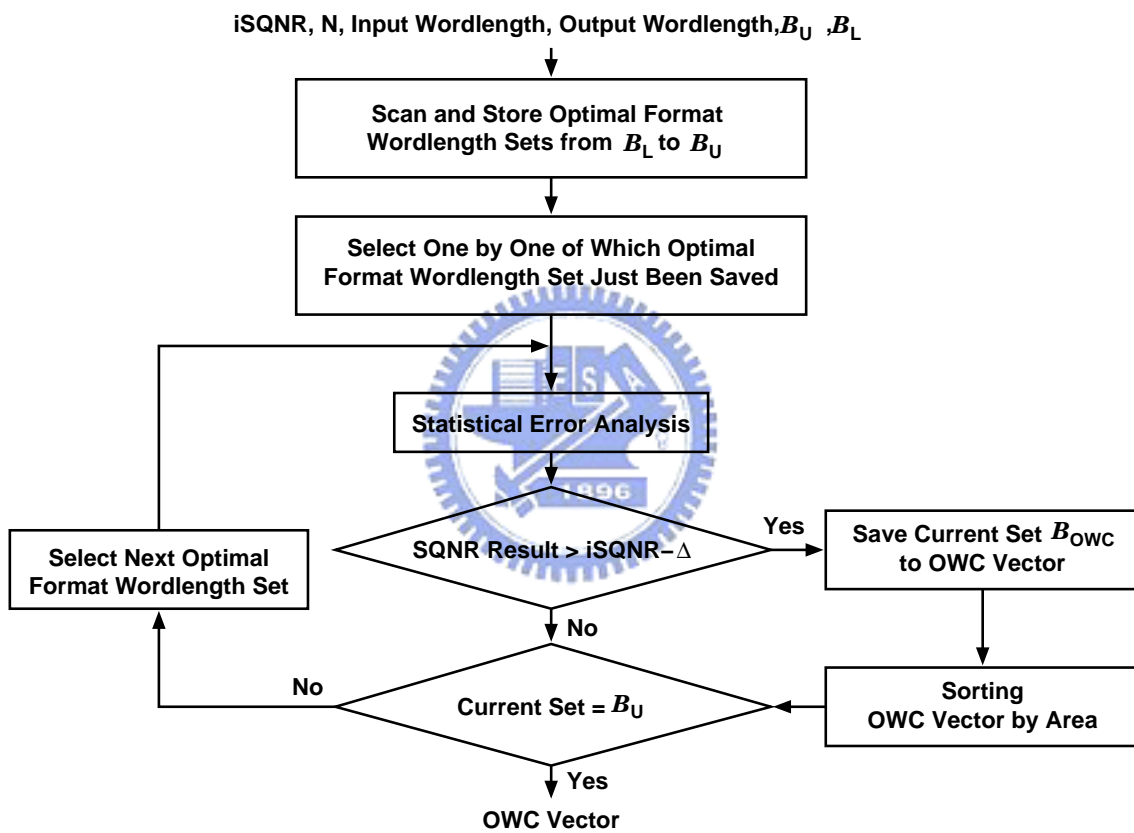 iSQNR, N, Input Wordlength, Output Wordlength,B_U ,B_L
Scan and Store Optimal Format
Wordlength Sets from B_L to B_U
Select One by One of Which Optimal
Format Wordlength Set Just Been Saved
ESA
Statistical Error Analysis
1896
SQNR Result > iSQNR−Δ
Yes
Save Current Set B_OWC
to OWC Vector
Select Next Optimal
Format Wordlength Set
No
No
Current Set = B_U
Sorting
OWC Vector by Area
Yes
OWC Vector